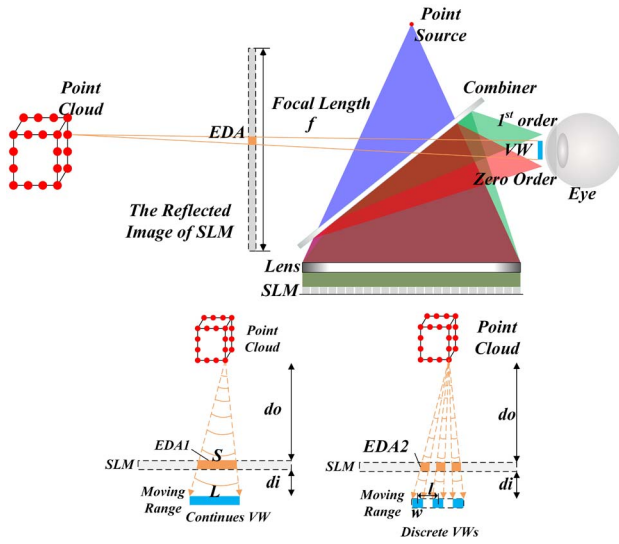 Point
Source
Point
Cloud
Combiner
Focal Length
f
1st order
EDA
VW
Zero Order
Eye
The Reflected
Image of SLM
Lens
SLM
Point
Cloud
do
EDA1
S
SLM
di
L
Moving
Range
Continues VW
Point
Cloud
do
EDA2
SLM
di
l
Moving
Range
w
Discrete VWs